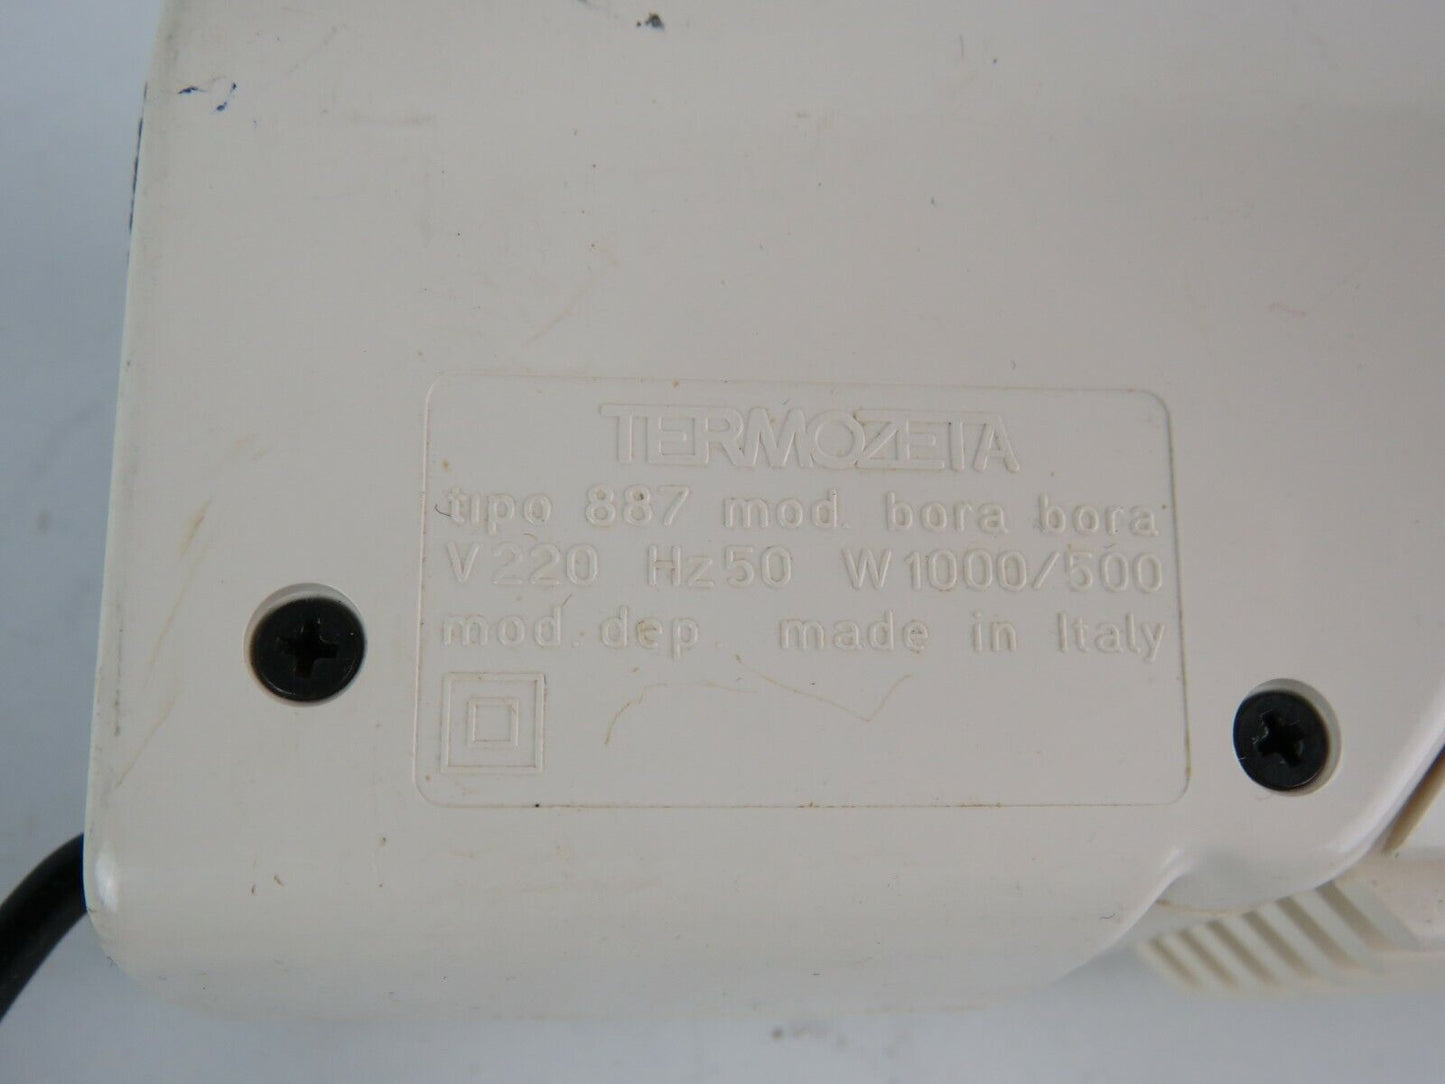 TERMOZETA
tipo 887 mod. bora bora
V 220 Hz 50 W 1000/500
mod. dep. made in Italy